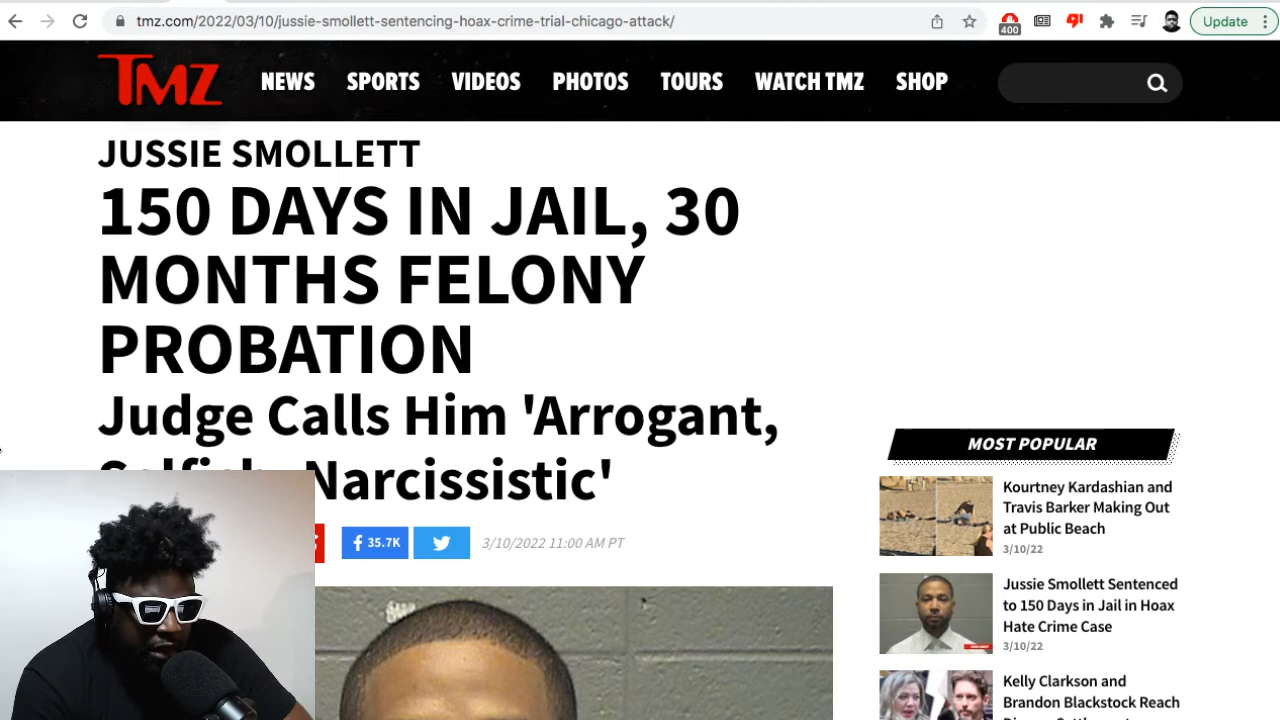 tmz.com/2022/03/10/jussie-smollett-sentencing-hoax-crime-trial-chicago-attack/
400
Update
TMZ
NEWS SPORTS VIDEOS PHOTOS TOURS WATCH TMZ SHOP
JUSSIE SMOLLETT
150 DAYS IN JAIL, 30
MONTHS FELONY
PROBATION
Judge Calls Him 'Arrogant,
Narcissistic'
35.7K
3/10/2022 11:00 AM PT
MOST POPULAR
Kourtney Kardashian and
Travis Barker Making Out
at Public Beach
3/10/22
Jussie Smollett Sentenced
to 150 Days in Jail in Hoax
Hate Crime Case
3/10/22
Kelly Clarkson and
Brandon Blackstock Reach